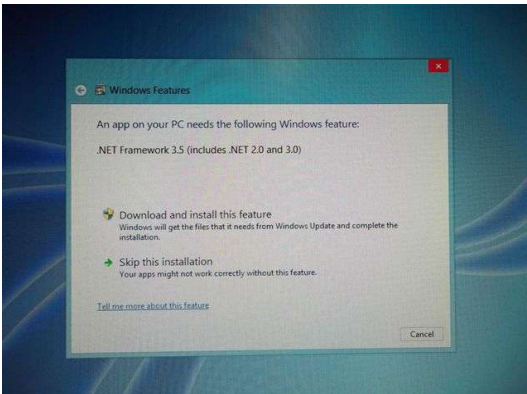 Windows Features
An app on your PC needs the following Windows feature:
.NET Framework 3.5 (includes .NET 2.0 and 3.0)
Download and install this feature
Windows will get the files that it needs from Windows Update and complete the
installation.
Skip this installation
Your apps might not work correctly without this feature.
Tell me more about this feature
Cancel